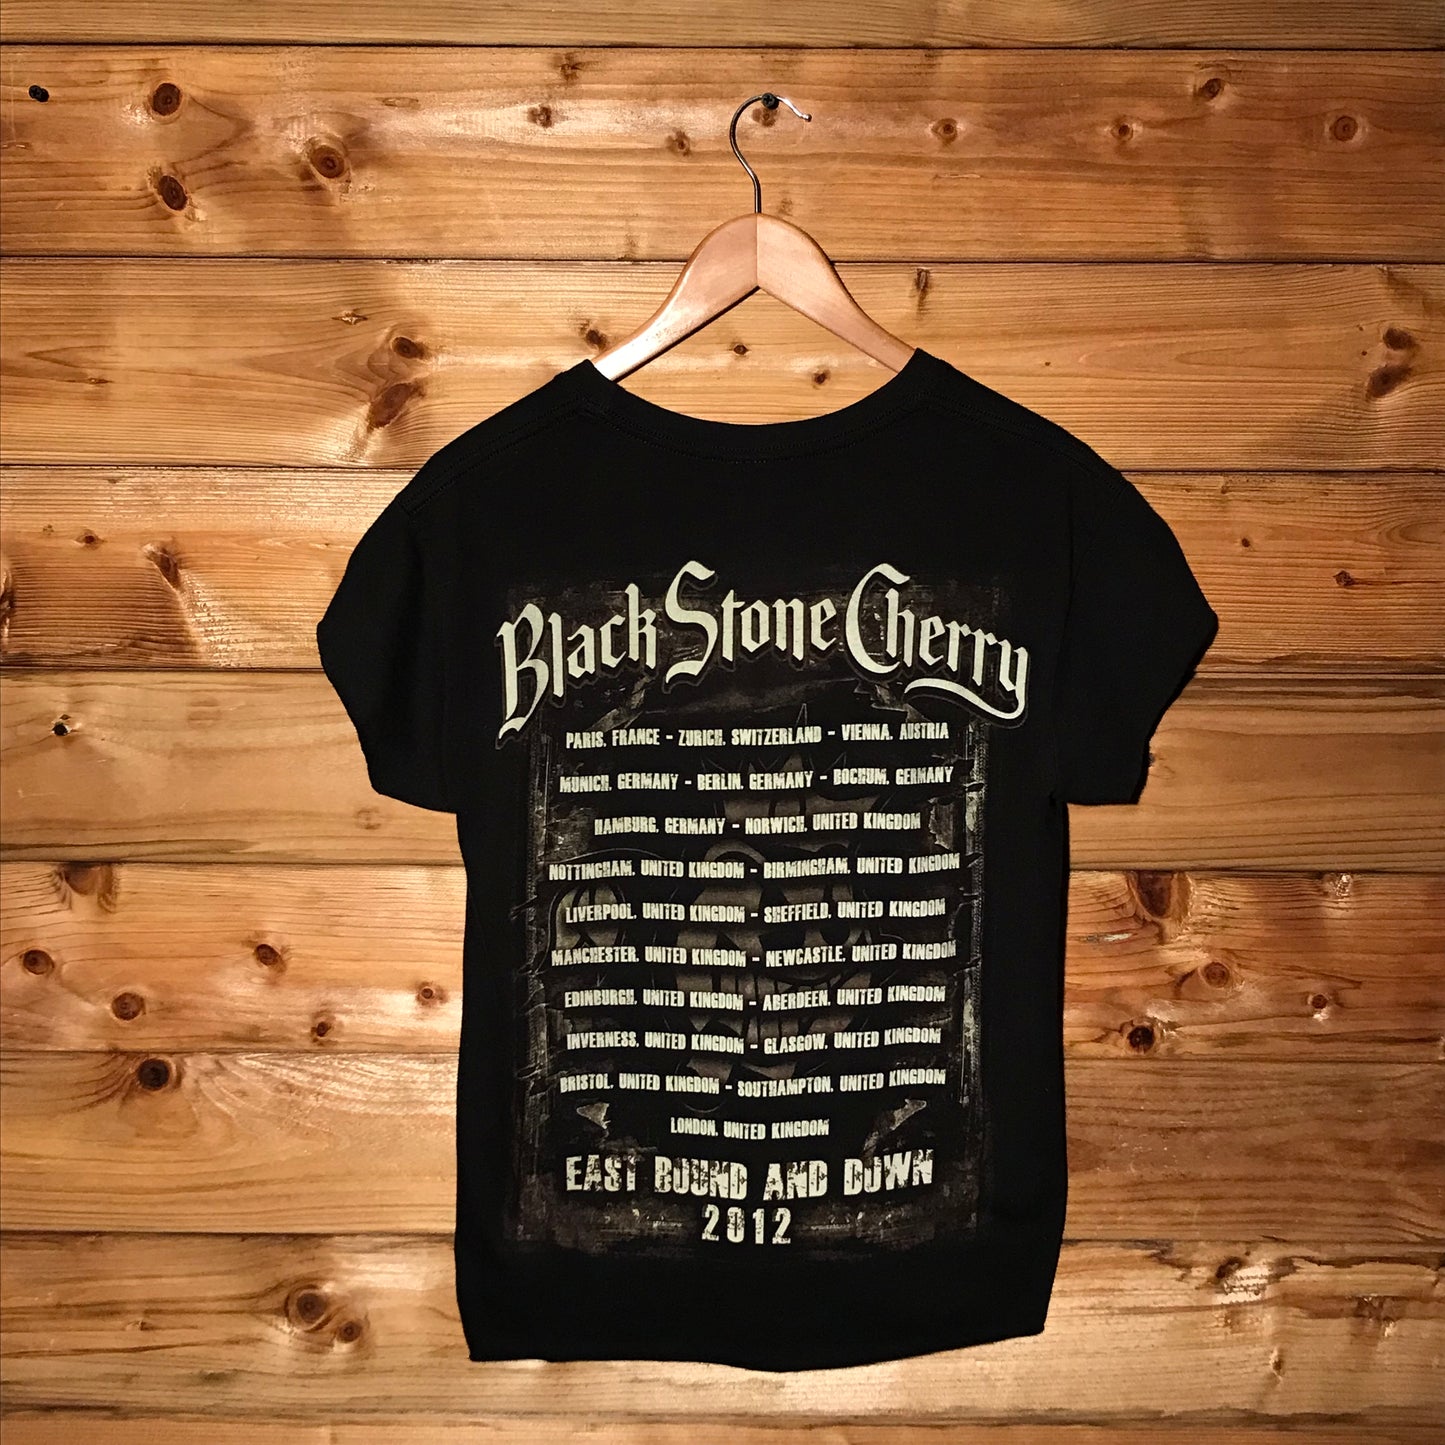 Black Stone Cherry
PARIS, FRANCE - ZURICH, SWITZERLAND - VIENNA, AUSTRIA
MUNICH, GERMANY - BERLIN, GERMANY - BOCHUM, GERMANY
HAMBURG, GERMANY - NORWICH, UNITED KINGDOM
NOTTINGHAM, UNITED KINGDOM - BIRMINGHAM, UNITED KINGDOM
LIVERPOOL, UNITED KINGDOM - SHEFFIELD, UNITED KINGDOM
MANCHESTER, UNITED KINGDOM - NEWCASTLE, UNITED KINGDOM
EDINBURGH, UNITED KINGDOM - ABERDEEN, UNITED KINGDOM
INVERNESS, UNITED KINGDOM - GLASGOW, UNITED KINGDOM
BRISTOL, UNITED KINGDOM - SOUTHAMPTON, UNITED KINGDOM
LONDON, UNITED KINGDOM
EAST BOUND AND DOWN
2012